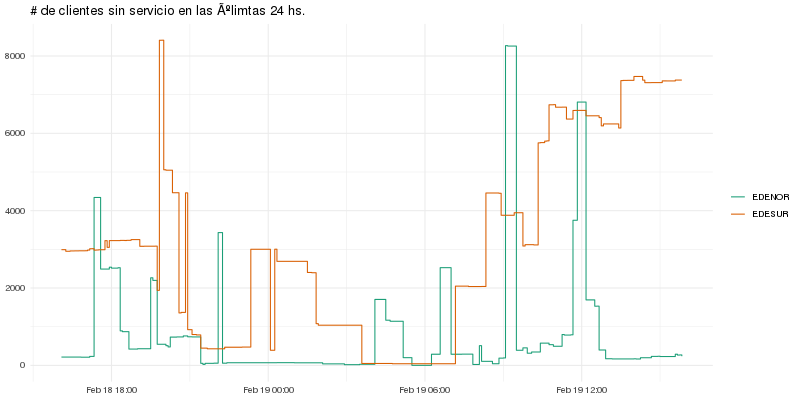 # de clientes sin servicio en las Ãºlimtas 24 hs.
8000
6000
4000
2000
0
Feb 18 18:00
Feb 19 00:00
Feb 19 06:00
Feb 19 12:00
EDENOR
EDESUR